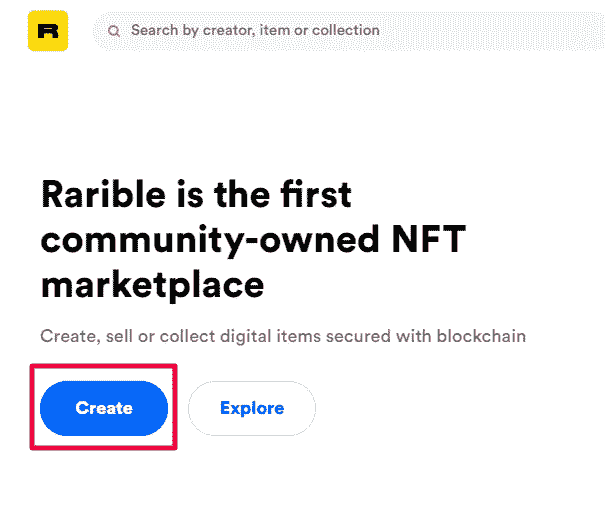 R
Search by creator, item or collection
Rarible is the first
community-owned NFT
marketplace
Create, sell or collect digital items secured with blockchain
Create
Explore